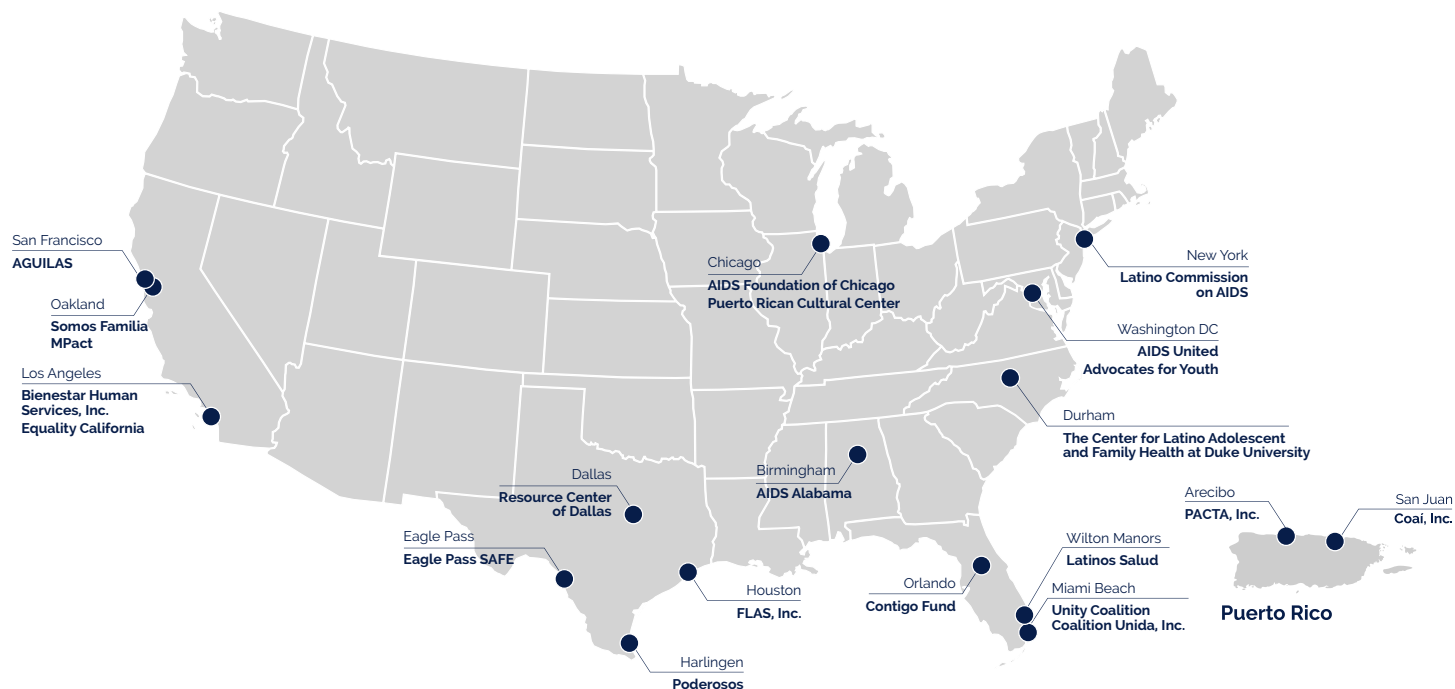 San Francisco
AGUILAS
Oakland
Somos Familia
MPact
Los Angeles
Bienestar Human
Services, Inc.
Equality California
Chicago
AIDS Foundation of Chicago
Puerto Rican Cultural Center
New York
Latino Commission
on AIDS
Washington DC
AIDS United
Advocates for Youth
Durham
The Center for Latino Adolescent
and Family Health at Duke University
Birmingham
AIDS Alabama
Dallas
Resource Center
of Dallas
Eagle Pass
Eagle Pass SAFE
Houston
FLAS, Inc.
Harlingen
Poderosos
Orlando
Contigo Fund
Wilton Manors
Latinos Salud
Miami Beach
Unity Coalition
Coalition Unida, Inc.
Arecibo
PACTA, Inc.
San Juan
Coaí, Inc.
Puerto Rico